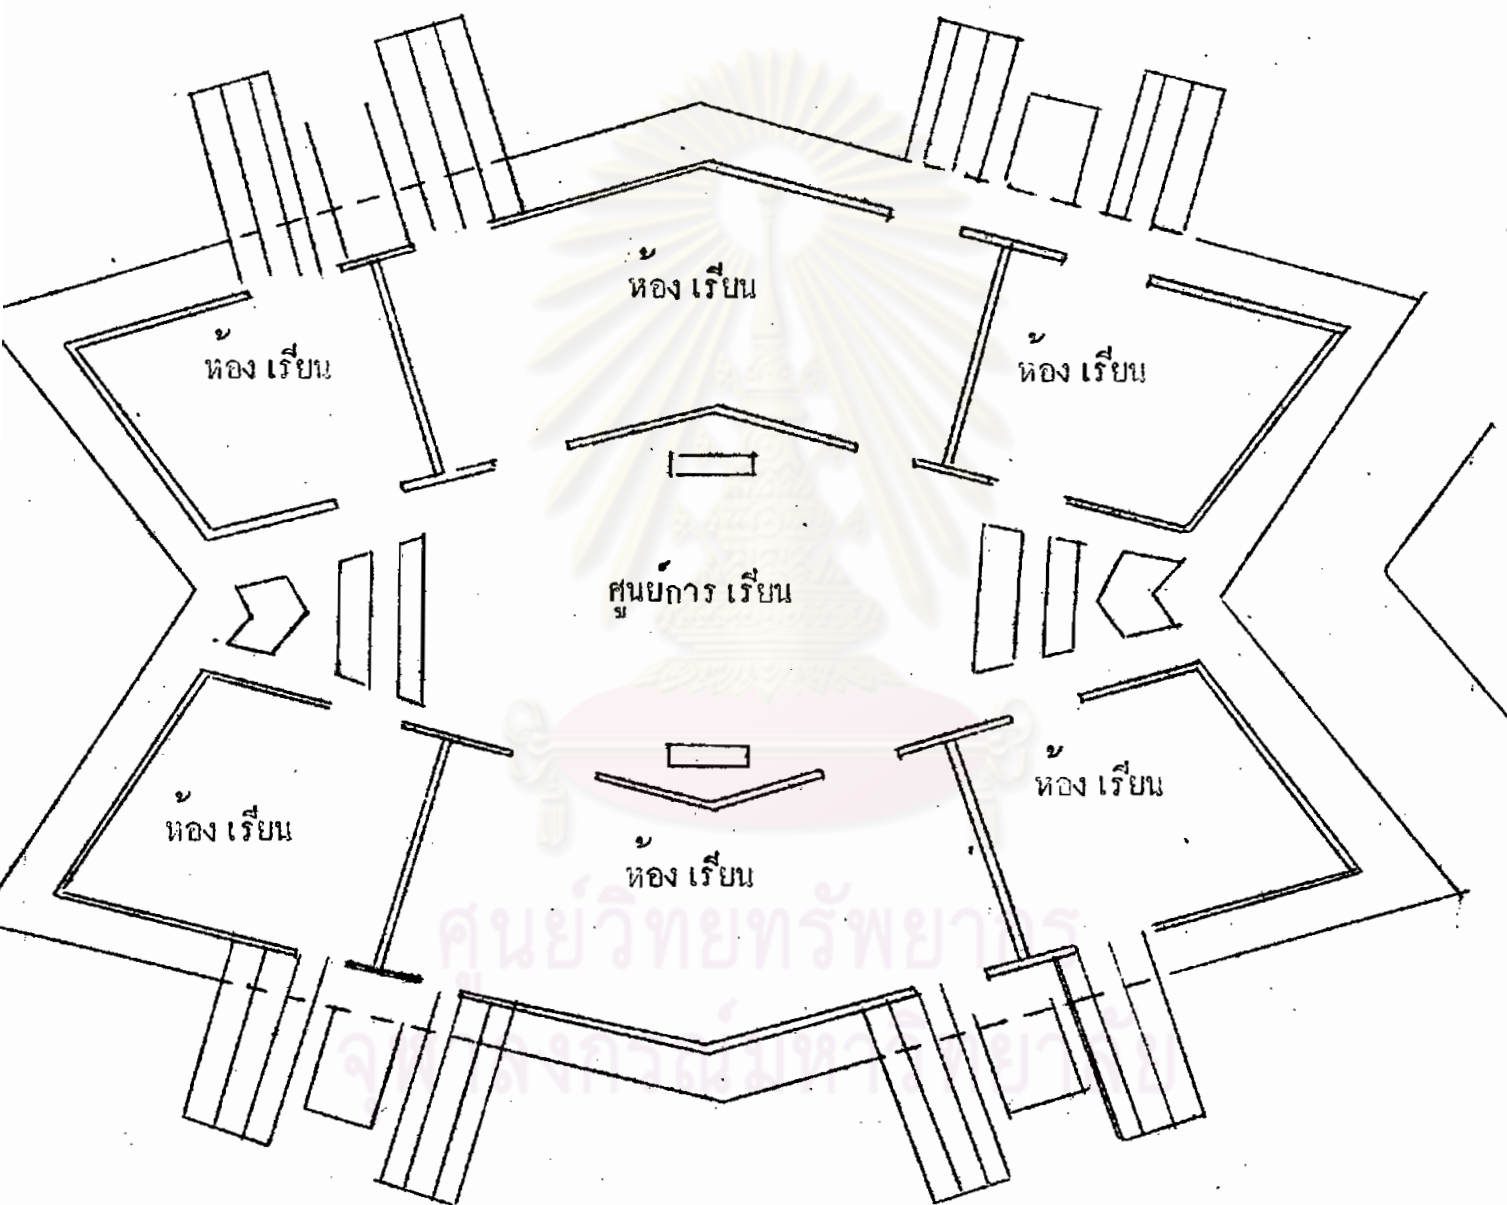 ห้องเรียน
ห้องเรียน
ห้องเรียน
ศูนย์การเรียน
ห้องเรียน
ห้องเรียน
ห้องเรียน
ศูนย์วิทยทรัพยากร
จุฬาลงกรณ์มหาวิทยาลัย